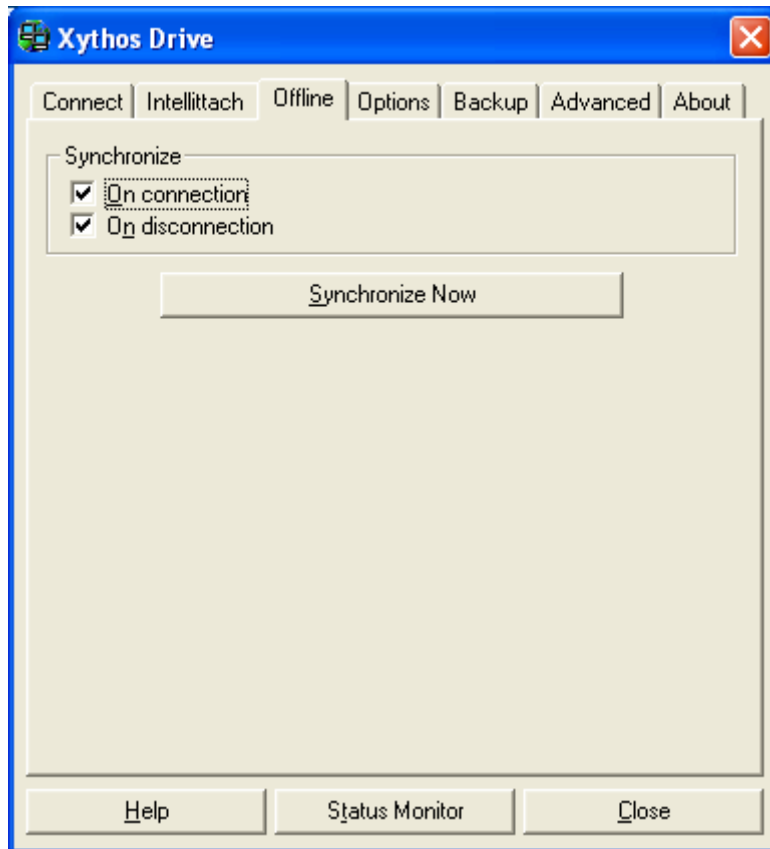 Xythos Drive
Connect Intellittach Offline Options Backup Advanced About
Synchronize
On connection
On disconnection
Synchronize Now
Help Status Monitor Close